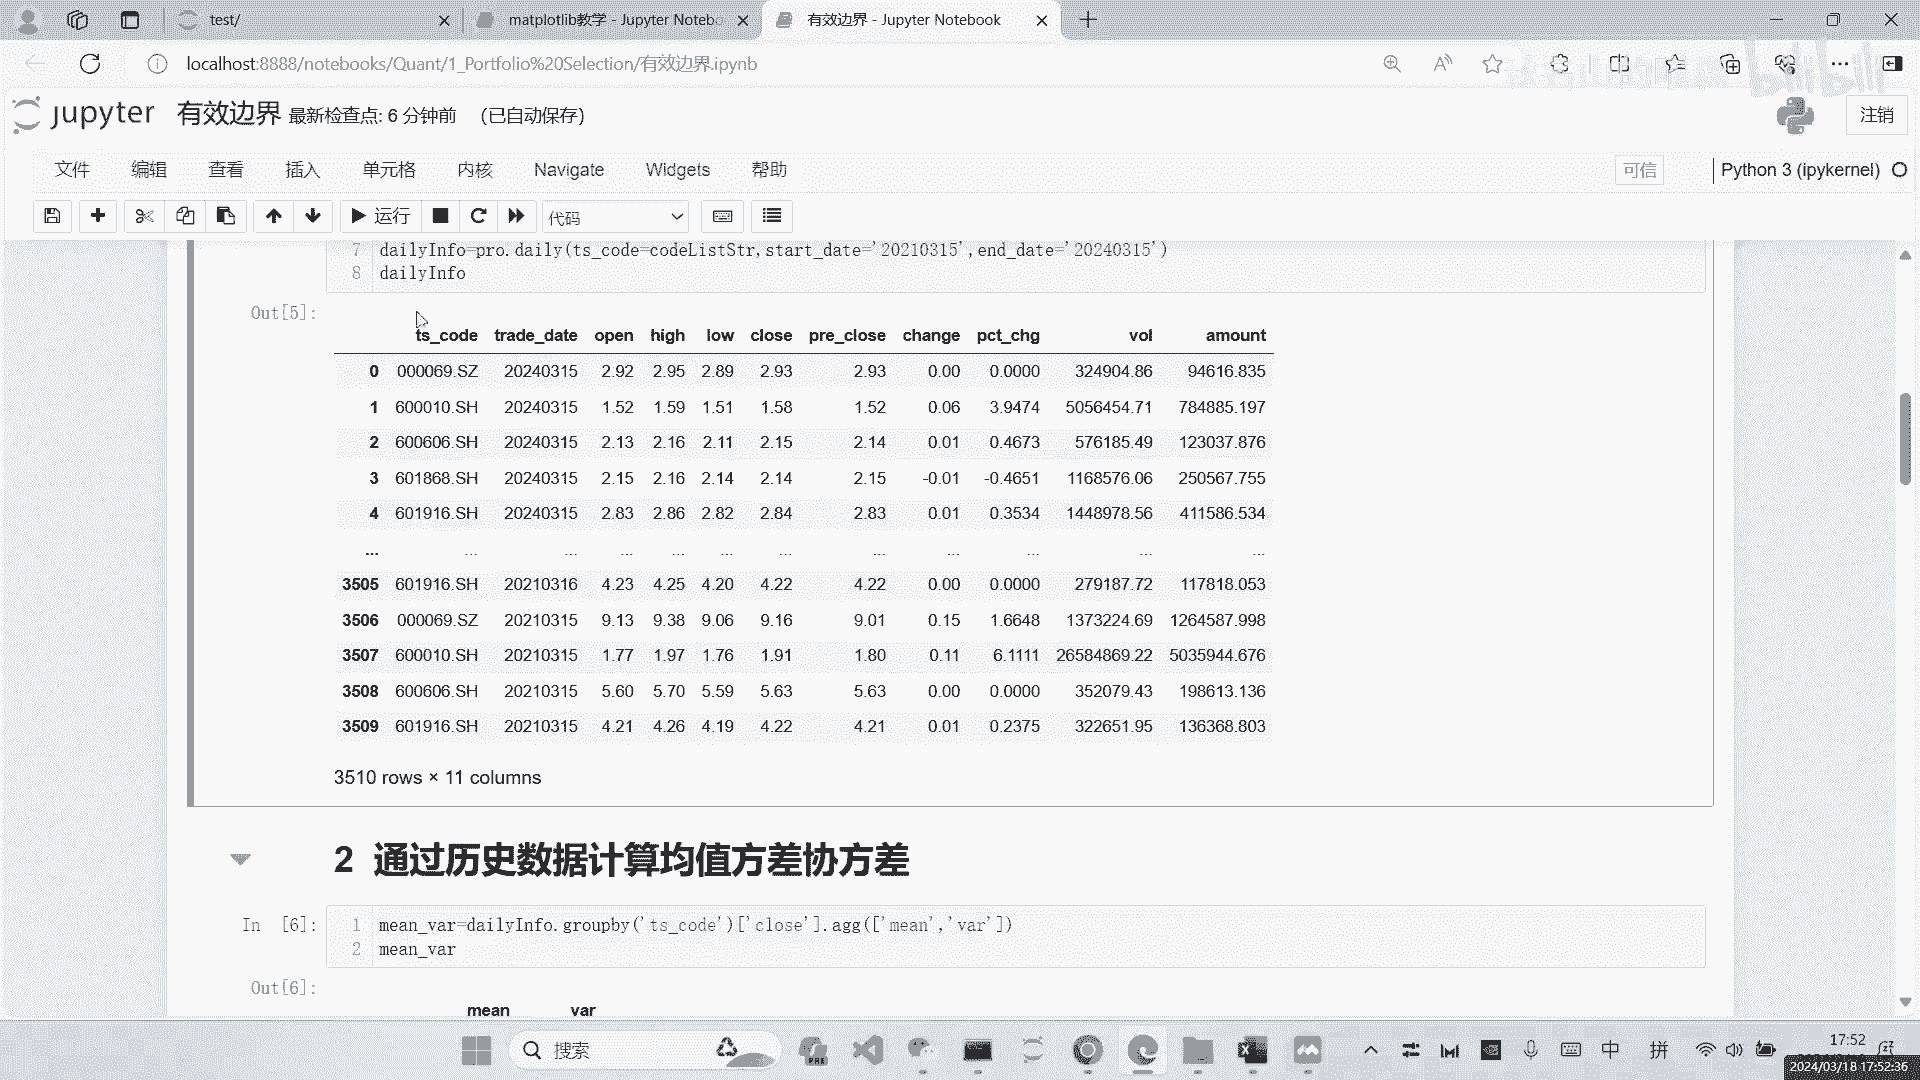 test/
matplotlib教学 - Jupyter Notebo
有效边界 - Jupyter Notebook
localhost:8888/notebooks/Quant/1_Portfolio%20Selection/有效边界.ipynb
bilibili
jupyter 有效边界 最新检查点: 6 分钟前 (已自动保存)
注销
文件 编辑 查看 插入 单元格 内核 Navigate Widgets 帮助
可信 Python 3 (ipykernel)
运行 代码
7 dailyInfo=pro.daily(ts_code=codeListStr,start_date='20210315',end_date='20240315')
8 dailyInfo
Out[5]:
ts_code trade_date open high low close pre_close change pct_chg vol amount
0 000069.SZ 20240315 2.92 2.95 2.89 2.93 2.93 0.00 0.0000 324904.86 94616.835
1 600010.SH 20240315 1.52 1.59 1.51 1.58 1.52 0.06 3.9474 5056454.71 784885.197
2 600606.SH 20240315 2.13 2.16 2.11 2.15 2.14 0.01 0.4673 576185.49 123037.876
3 601868.SH 20240315 2.15 2.16 2.14 2.14 2.15 -0.01 -0.4651 1168576.06 250567.755
4 601916.SH 20240315 2.83 2.86 2.82 2.84 2.83 0.01 0.3534 1448978.56 411586.534
... ... ... ... ... ... ... ... ... ... ... ...
3505 601916.SH 20210316 4.23 4.25 4.20 4.22 4.22 0.00 0.0000 279187.72 117818.053
3506 000069.SZ 20210315 9.13 9.38 9.06 9.16 9.01 0.15 1.6648 1373224.69 1264587.998
3507 600010.SH 20210315 1.77 1.97 1.76 1.91 1.80 0.11 6.1111 26584869.22 5035944.676
3508 600606.SH 20210315 5.60 5.70 5.59 5.63 5.63 0.00 0.0000 352079.43 198613.136
3509 601916.SH 20210315 4.21 4.26 4.19 4.22 4.21 0.01 0.2375 322651.95 136368.803
3510 rows × 11 columns
2 通过历史数据计算均值方差协方差
In [6]:
1 mean_var=dailyInfo.groupby('ts_code')['close'].agg(['mean','var'])
2 mean_var
Out[6]:
mean var
搜索
PRE
中 拼
17:52
2024/03/18 17:52:36